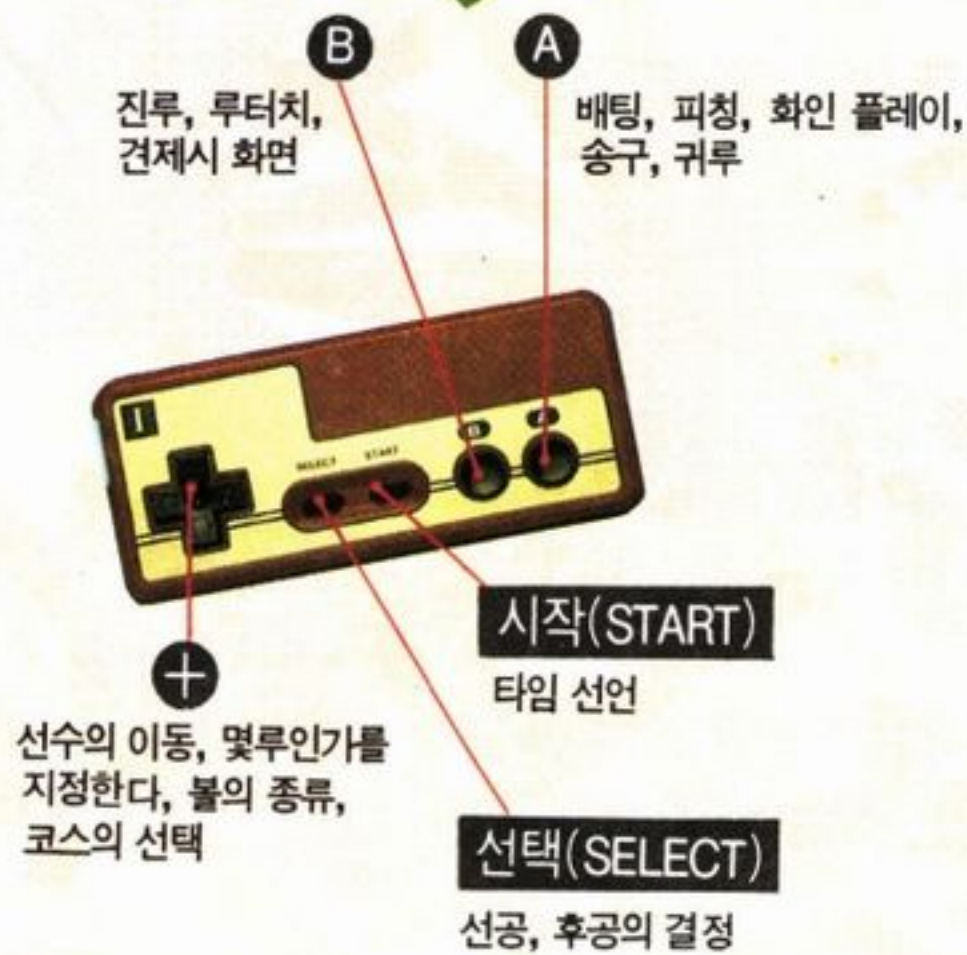 B
진루, 루터치,
견제시 화면
A
배팅, 피칭, 화인 플레이,
송구, 귀루
I
SELECT START
B A
시작(START)
타임 선언
선수의 이동, 몇루인가를
지정한다, 볼의 종류,
코스의 선택
선택(SELECT)
선공, 후공의 결정